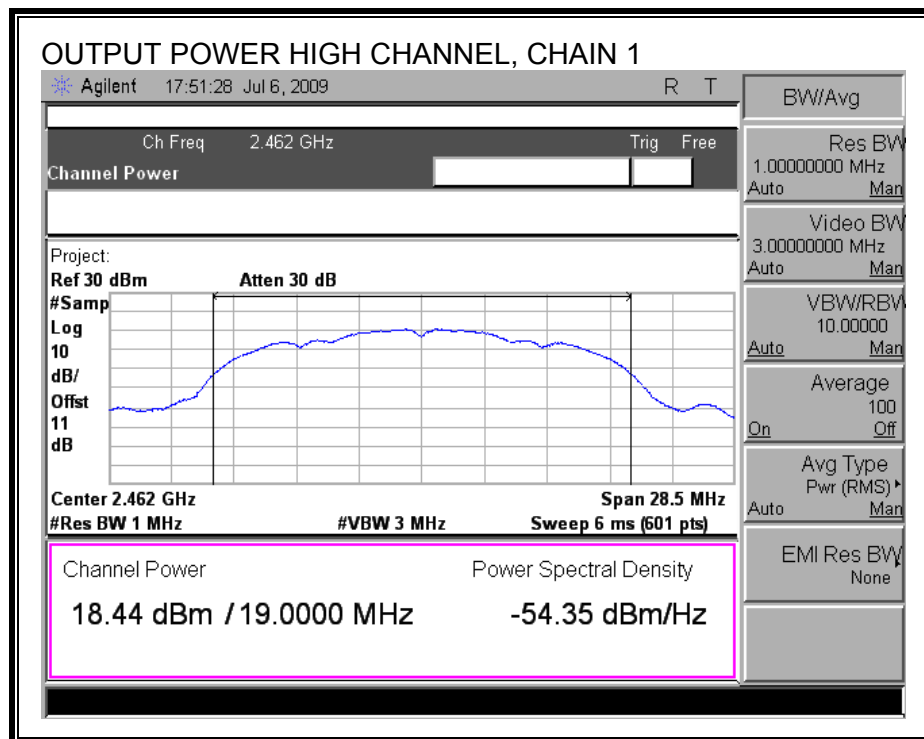 OUTPUT POWER HIGH CHANNEL, CHAIN 1
Agilent 17:51:28 Jul 6, 2009 R T
Ch Freq 2.462 GHz Trig Free
Channel Power
Project:
Ref 30 dBm Atten 30 dB
#Samp
Log
10
dB/
Offst
11
dB
Center 2.462 GHz Span 28.5 MHz
#Res BW 1 MHz #VBW 3 MHz Sweep 6 ms (601 pts)
Channel Power Power Spectral Density
18.44 dBm / 19.0000 MHz -54.35 dBm/Hz
BW/Avg
Res BW
1.00000000 MHz
Auto Man
Video BW
3.00000000 MHz
Auto Man
VBW/RBW
10.00000
Auto Man
Average
100
On Off
Avg Type
Pwr (RMS)
Auto Man
EMI Res BW
None